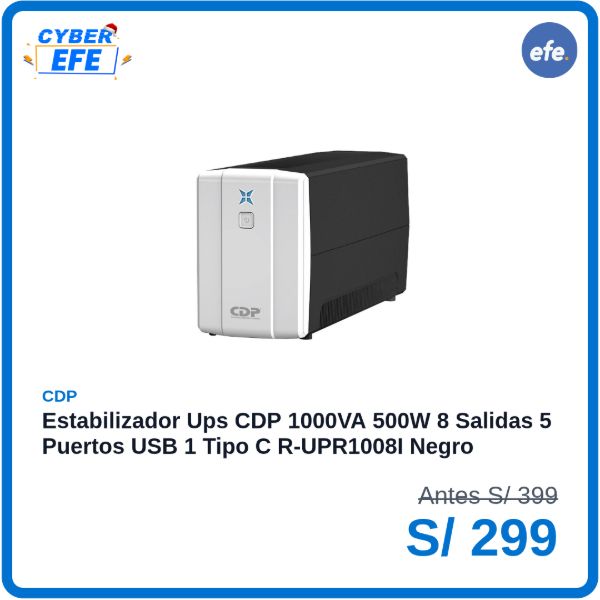 CYBER
EFE
efe.
CDP
CDP
Estabilizador Ups CDP 1000VA 500W 8 Salidas 5
Puertos USB 1 Tipo C R-UPR1008I Negro
Antes S/ 399
S/ 299